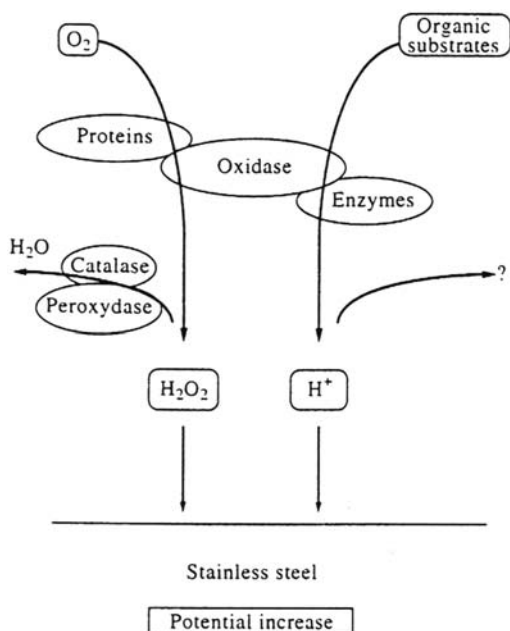 O₂
Organic
substrates
Proteins
Oxidase
Enzymes
H₂O
Catalase
Peroxydase
?
H₂O₂
H⁺
Stainless steel
Potential increase